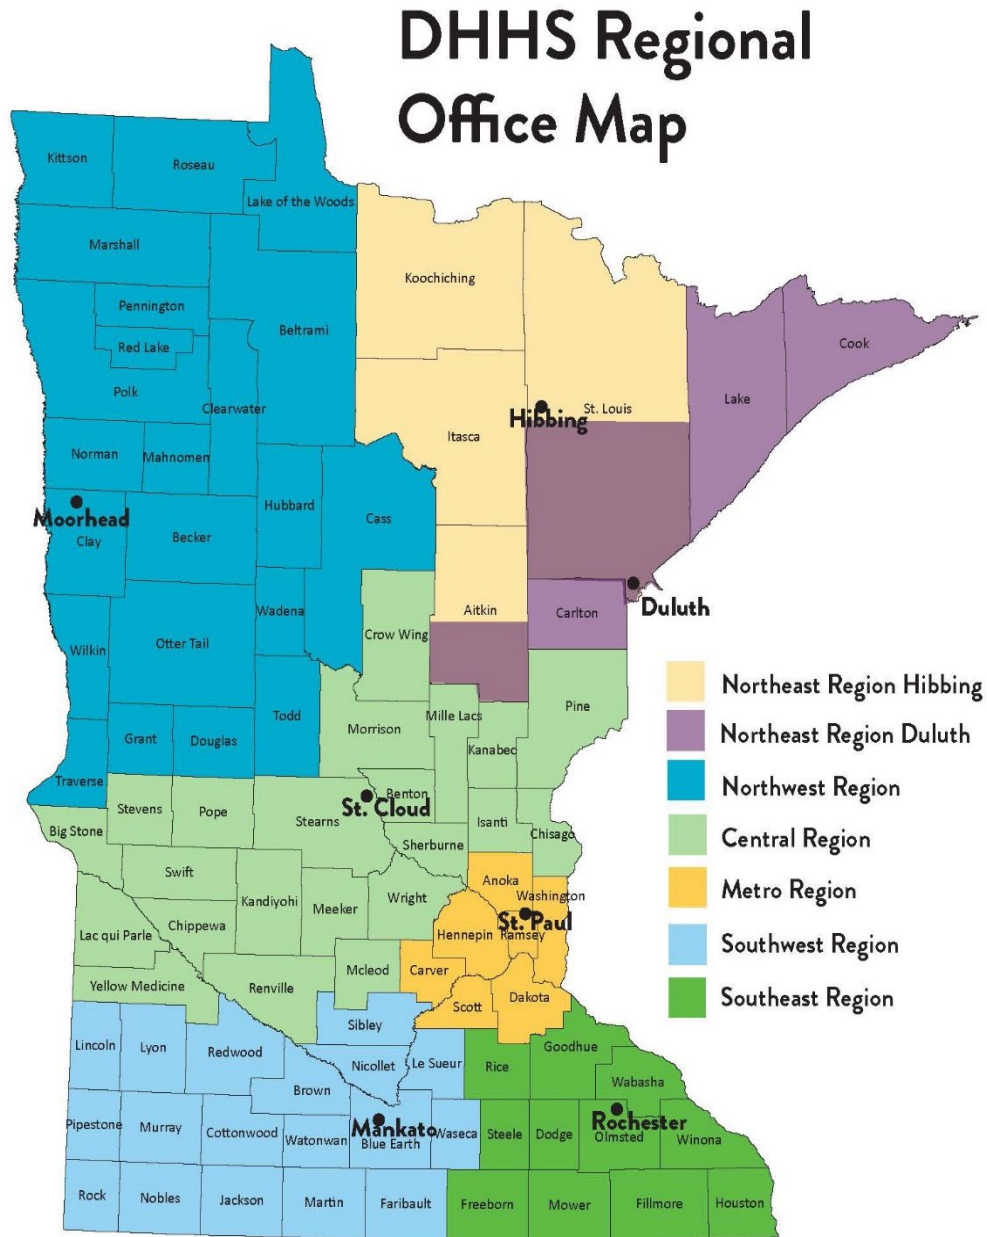 DHHS Regional
Office Map
Kittson
Roseau
Lake of the Woods
Marshall
Koochiching
Pennington
Beltrami
Red Lake
Cook
Polk
Lake
Clearwater
St. Louis
Hibbing
Itasca
Norman
Mahnomen
Hubbard
Cass
Moorhead
Clay
Becker
Duluth
Wadena
Aitkin
Carlton
Crow Wing
Wilkin
Otter Tail
Northeast Region Hibbing
Pine
Todd
Mille Lacs
Morrison
Northeast Region Duluth
Grant
Douglas
Kanabec
Traverse
Northwest Region
Benton
St. Cloud
Stevens
Pope
Stearns
Isanti
Big Stone
Chisago
Sherburne
Central Region
Swift
Anoka
Metro Region
Washington
Wright
Kandiyohi
Meeker
St. Paul
Chippewa
Lac qui Parle
Hennepin
Ramsey
Southwest Region
Mcleod
Carver
Yellow Medicine
Renville
Dakota
Southeast Region
Scott
Sibley
Lincoln
Lyon
Redwood
Goodhue
Nicollet
Le Sueur
Rice
Wabasha
Brown
Rochester
Pipestone
Murray
Mankato
Cottonwood
Watonwan
Blue Earth
Waseca
Steele
Dodge
Olmsted
Winona
Rock
Nobles
Jackson
Martin
Faribault
Freeborn
Mower
Fillmore
Houston